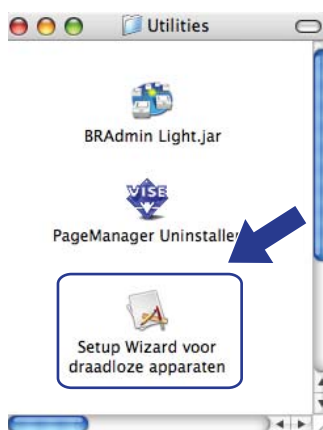 Utilities
BRAdmin Light.jar
VISE
PageManager Uninstaller
Setup Wizard voor
draadloze apparaten